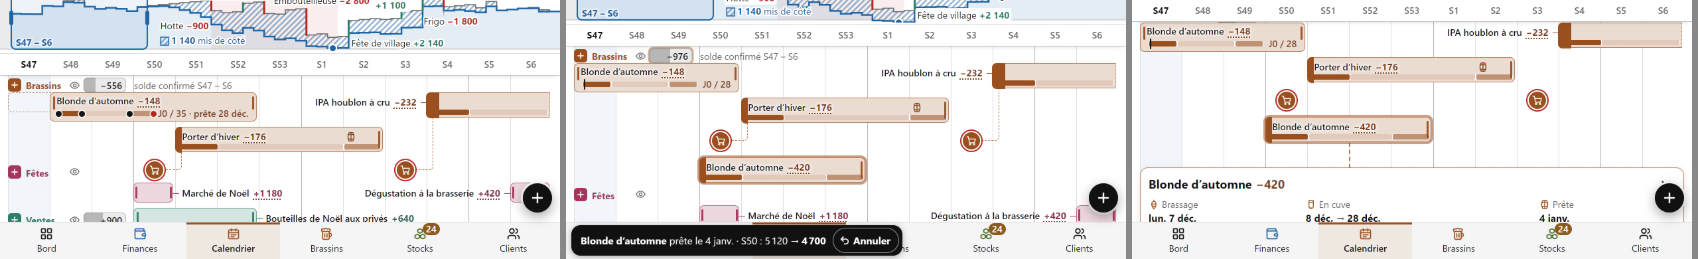 Embouteilleuse −2 800
+1 100
Frigo −1 800
Hotte −900
1 140 mis de côté
S47 – S6
Fête de village +2 140
S47 S48 S49 S50 S51 S52 S53 S1 S2 S3 S4 S5 S6
Brassins −556 solde confirmé S47 – S6
Blonde d'automne −148
J0 / 35 · prête 28 déc.
IPA houblon à cru −232
Porter d'hiver −176
Fêtes
Marché de Noël +1 180
Dégustation à la brasserie +420
Ventes +900
Bouteilles de Noël aux privés +640
Bord Finances Calendrier Brassins 24 Stocks Clients
Hotte −900
1 140 mis de côté
S47 – S6
Fête de village +2 140
S47 S48 S49 S50 S51 S52 S53 S1 S2 S3 S4 S5 S6
Brassins −976 solde confirmé S47 – S6
Blonde d'automne −148
J0 / 28
IPA houblon à cru −232
Porter d'hiver −176
Blonde d'automne −420
Fêtes
Marché de Noël +1 180
Dégustation à la brasserie +420
Blonde d'automne prête le 4 janv. · S50 : 5 120 → 4 700 Annuler
24
Stocks Clients
S47 S48 S49 S50 S51 S52 S53 S1 S2 S3 S4 S5 S6
Blonde d'automne −148
J0 / 28
IPA houblon à cru −232
Porter d'hiver −176
Blonde d'automne −420
Blonde d'automne −420
Brassage En cuve Prête
lun. 7 déc. 8 déc. → 28 déc. 4 janv.
Bord Finances Calendrier Brassins 24 Stocks Clients